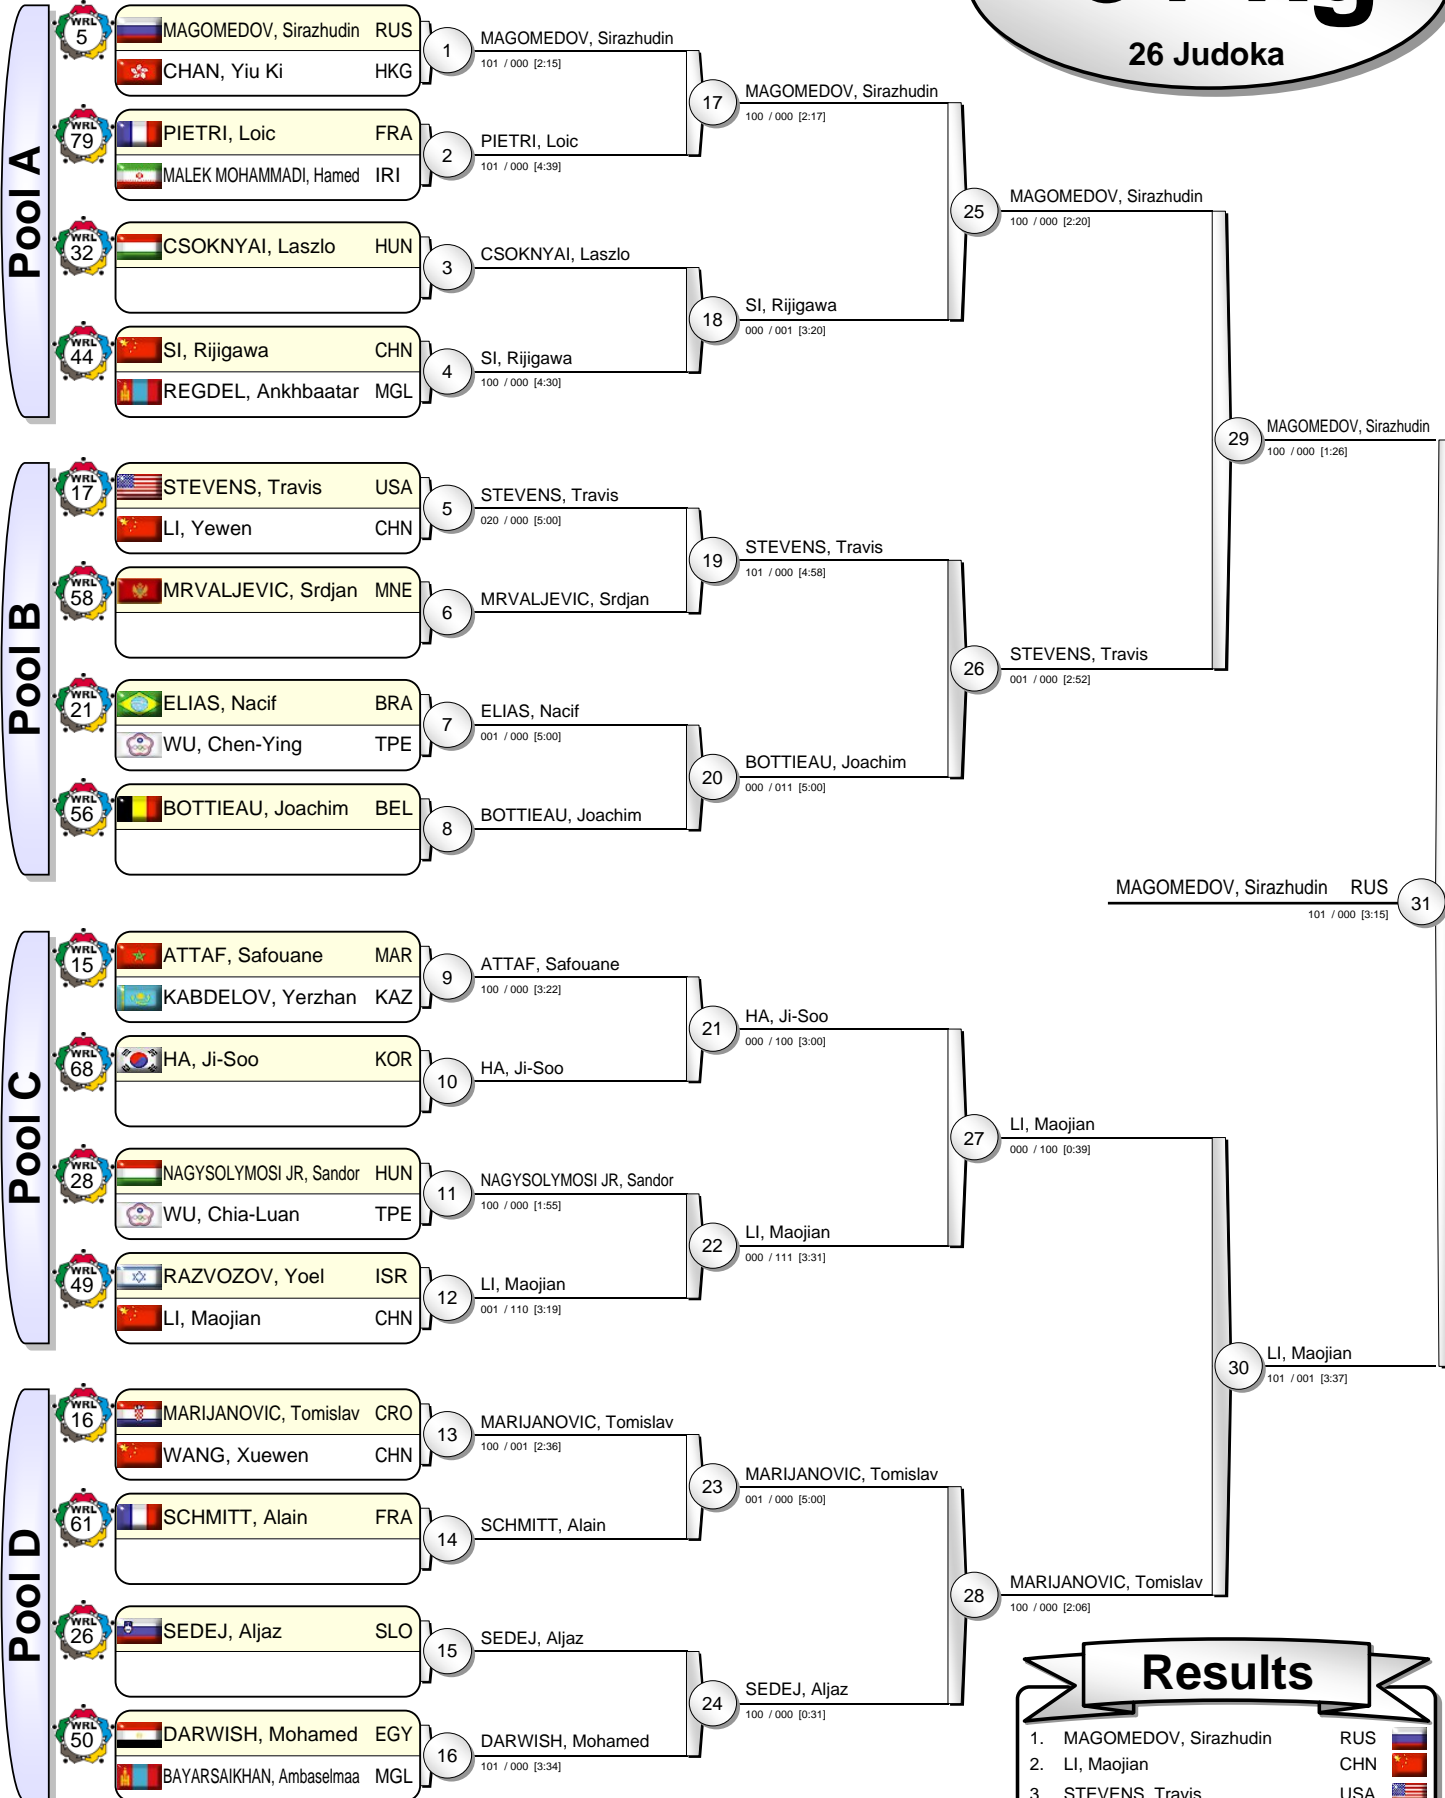 26 Judoka
Pool A
WRL 5
MAGOMEDOV, Sirazhudin RUS
CHAN, Yiu Ki HKG
WRL 79
PIETRI, Loic FRA
MALEK MOHAMMADI, Hamed IRI
WRL 32
CSOKNYAI, Laszlo HUN
WRL 44
SI, Rijigawa CHN
REGDEL, Ankhbaatar MGL
1
MAGOMEDOV, Sirazhudin
101 / 000 [2:15]
2
PIETRI, Loic
101 / 000 [4:39]
3
CSOKNYAI, Laszlo
4
SI, Rijigawa
100 / 000 [4:30]
17
MAGOMEDOV, Sirazhudin
100 / 000 [2:17]
18
SI, Rijigawa
000 / 001 [3:20]
25
MAGOMEDOV, Sirazhudin
100 / 000 [2:20]
Pool B
WRL 17
STEVENS, Travis USA
LI, Yewen CHN
WRL 58
MRVALJEVIC, Srdjan MNE
WRL 21
ELIAS, Nacif BRA
WU, Chen-Ying TPE
WRL 56
BOTTIEAU, Joachim BEL
5
STEVENS, Travis
020 / 000 [5:00]
6
MRVALJEVIC, Srdjan
7
ELIAS, Nacif
001 / 000 [5:00]
8
BOTTIEAU, Joachim
19
STEVENS, Travis
101 / 000 [4:58]
20
BOTTIEAU, Joachim
000 / 011 [5:00]
26
STEVENS, Travis
001 / 000 [2:52]
29
MAGOMEDOV, Sirazhudin
100 / 000 [1:26]
MAGOMEDOV, Sirazhudin RUS
31
101 / 000 [3:15]
Pool C
WRL 15
ATTAF, Safouane MAR
KABDELOV, Yerzhan KAZ
WRL 68
HA, Ji-Soo KOR
WRL 28
NAGYSOLYMOSI JR, Sandor HUN
WU, Chia-Luan TPE
WRL 49
RAZVOZOV, Yoel ISR
LI, Maojian CHN
9
ATTAF, Safouane
100 / 000 [3:22]
10
HA, Ji-Soo
11
NAGYSOLYMOSI JR, Sandor
100 / 000 [1:55]
12
LI, Maojian
001 / 110 [3:19]
21
HA, Ji-Soo
000 / 100 [3:00]
22
LI, Maojian
000 / 111 [3:31]
27
LI, Maojian
000 / 100 [0:39]
Pool D
WRL 16
MARIJANOVIC, Tomislav CRO
WANG, Xuewen CHN
WRL 61
SCHMITT, Alain FRA
WRL 26
SEDEJ, Aljaz SLO
WRL 50
DARWISH, Mohamed EGY
BAYARSAIKHAN, Ambaselmaa MGL
13
MARIJANOVIC, Tomislav
100 / 001 [2:36]
14
SCHMITT, Alain
15
SEDEJ, Aljaz
16
DARWISH, Mohamed
101 / 000 [3:34]
23
MARIJANOVIC, Tomislav
001 / 000 [5:00]
24
SEDEJ, Aljaz
100 / 000 [0:31]
28
MARIJANOVIC, Tomislav
100 / 000 [2:06]
30
LI, Maojian
101 / 001 [3:37]
Results
1. MAGOMEDOV, Sirazhudin RUS
2. LI, Maojian CHN
3. STEVENS, Travis USA